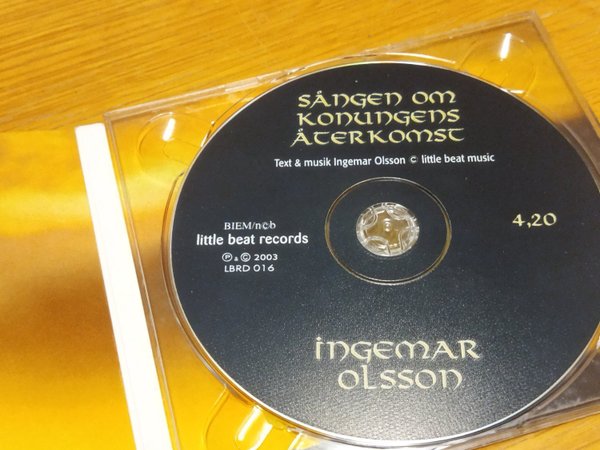 SÅNGEN OM
KONUNGENS
ÅTERKOMST
Text & musik Ingemar Olsson © little beat music
BIEM/n©b
little beat records
℗ & © 2003
LBRD 016
4,20
INGEMAR
OLSSON